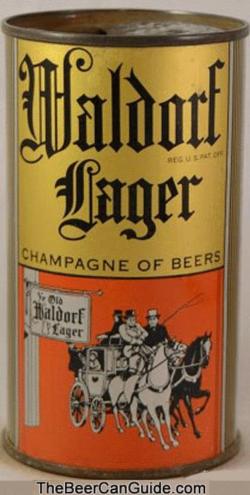 Waldorf
REG. U.S. PAT. OFF.
Lager
CHAMPAGNE OF BEERS
Ye Old
Waldorf
Lager
TheBeerCanGuide.com